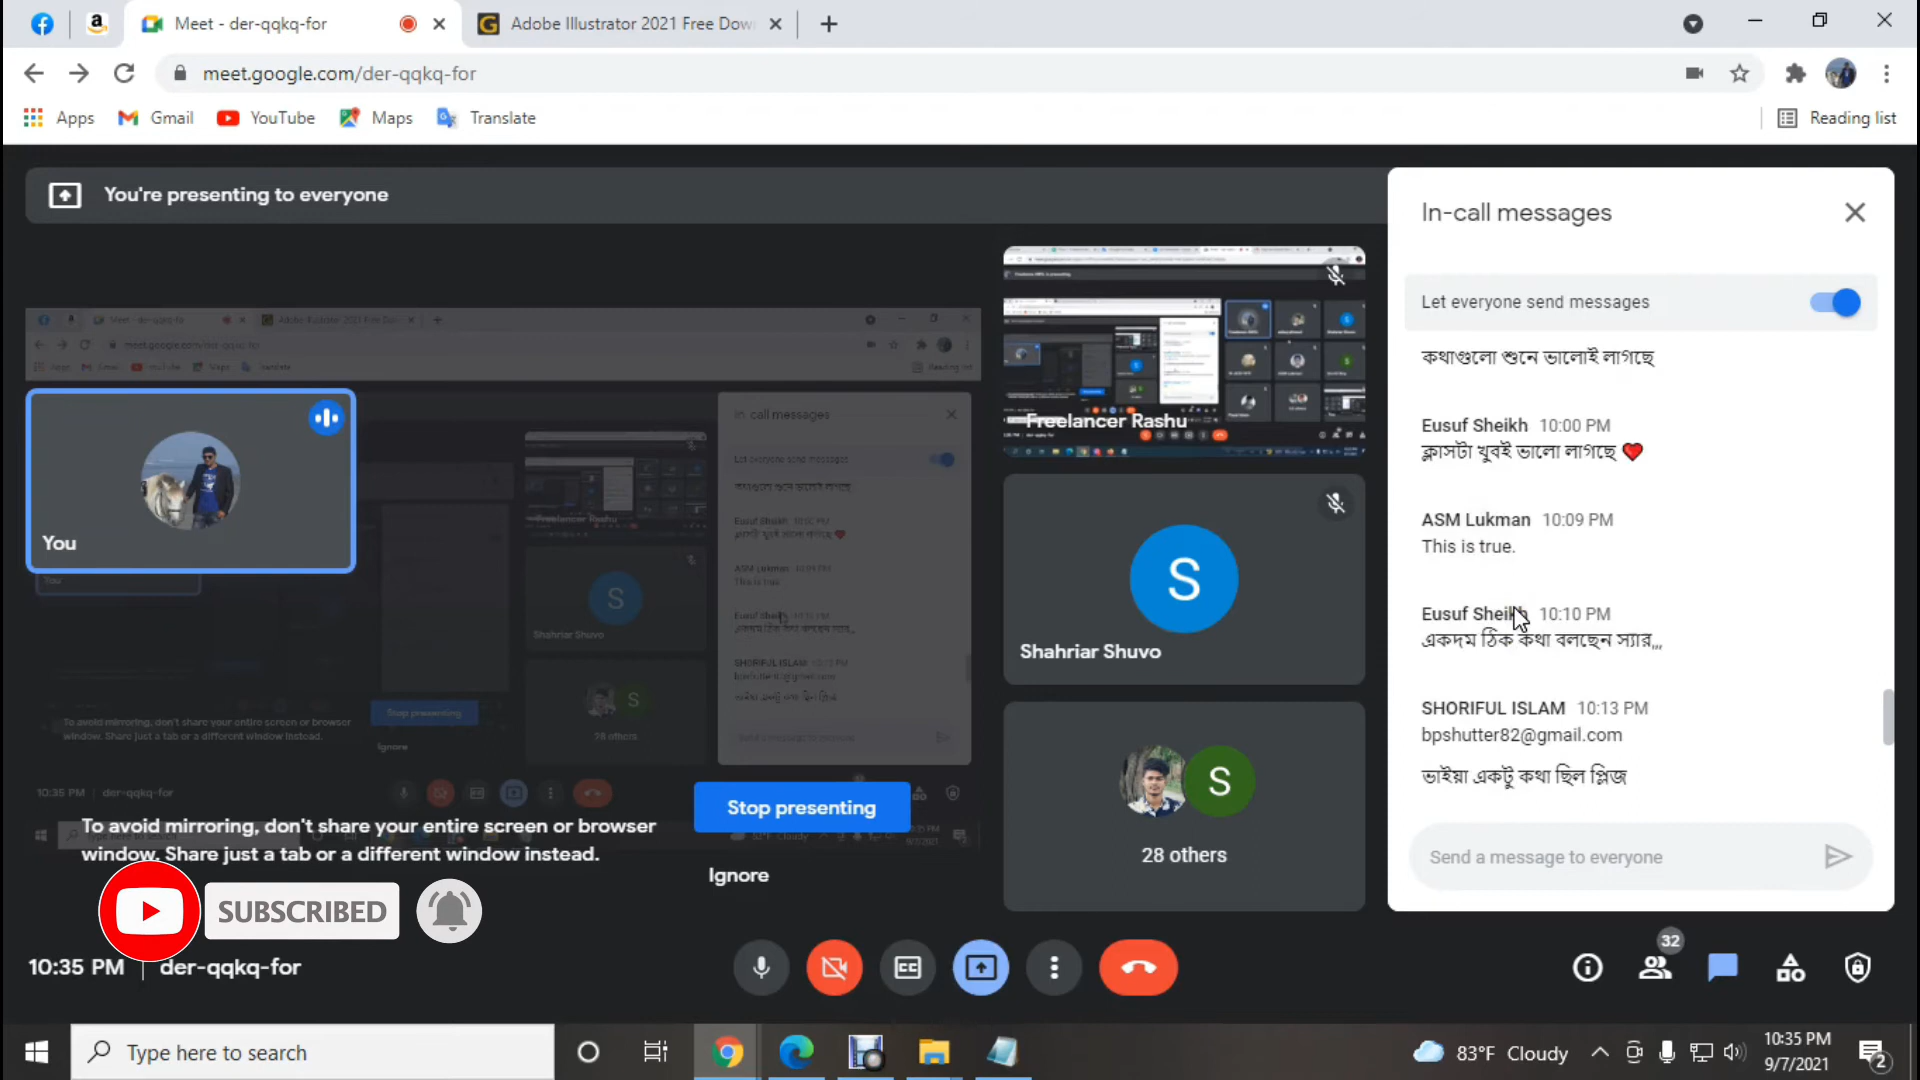 Meet - der-qqkq-for
Adobe Illustrator 2021 Free Dow
meet.google.com/der-qqkq-for
Apps
Gmail
YouTube
Maps
Translate
Reading list
You're presenting to everyone
You
Freelancer Rashu
S
Shahriar Shuvo
S
28 others
In-call messages
Let everyone send messages
কথাগুলো শুনে ভালোই লাগছে
Eusuf Sheikh 10:00 PM
ক্লাসটা খুবই ভালো লাগছে ❤️
ASM Lukman 10:09 PM
This is true.
Eusuf Sheikh 10:10 PM
একদম ঠিক কথা বলছেন স্যার,,,
SHORIFUL ISLAM 10:13 PM
bpshutter82@gmail.com
ভাইয়া একটু কথা ছিল প্লিজ
Send a message to everyone
To avoid mirroring, don't share your entire screen or browser
window. Share just a tab or a different window instead.
Stop presenting
Ignore
SUBSCRIBED
10:35 PM | der-qqkq-for
32
Type here to search
83°F Cloudy
10:35 PM
9/7/2021
2